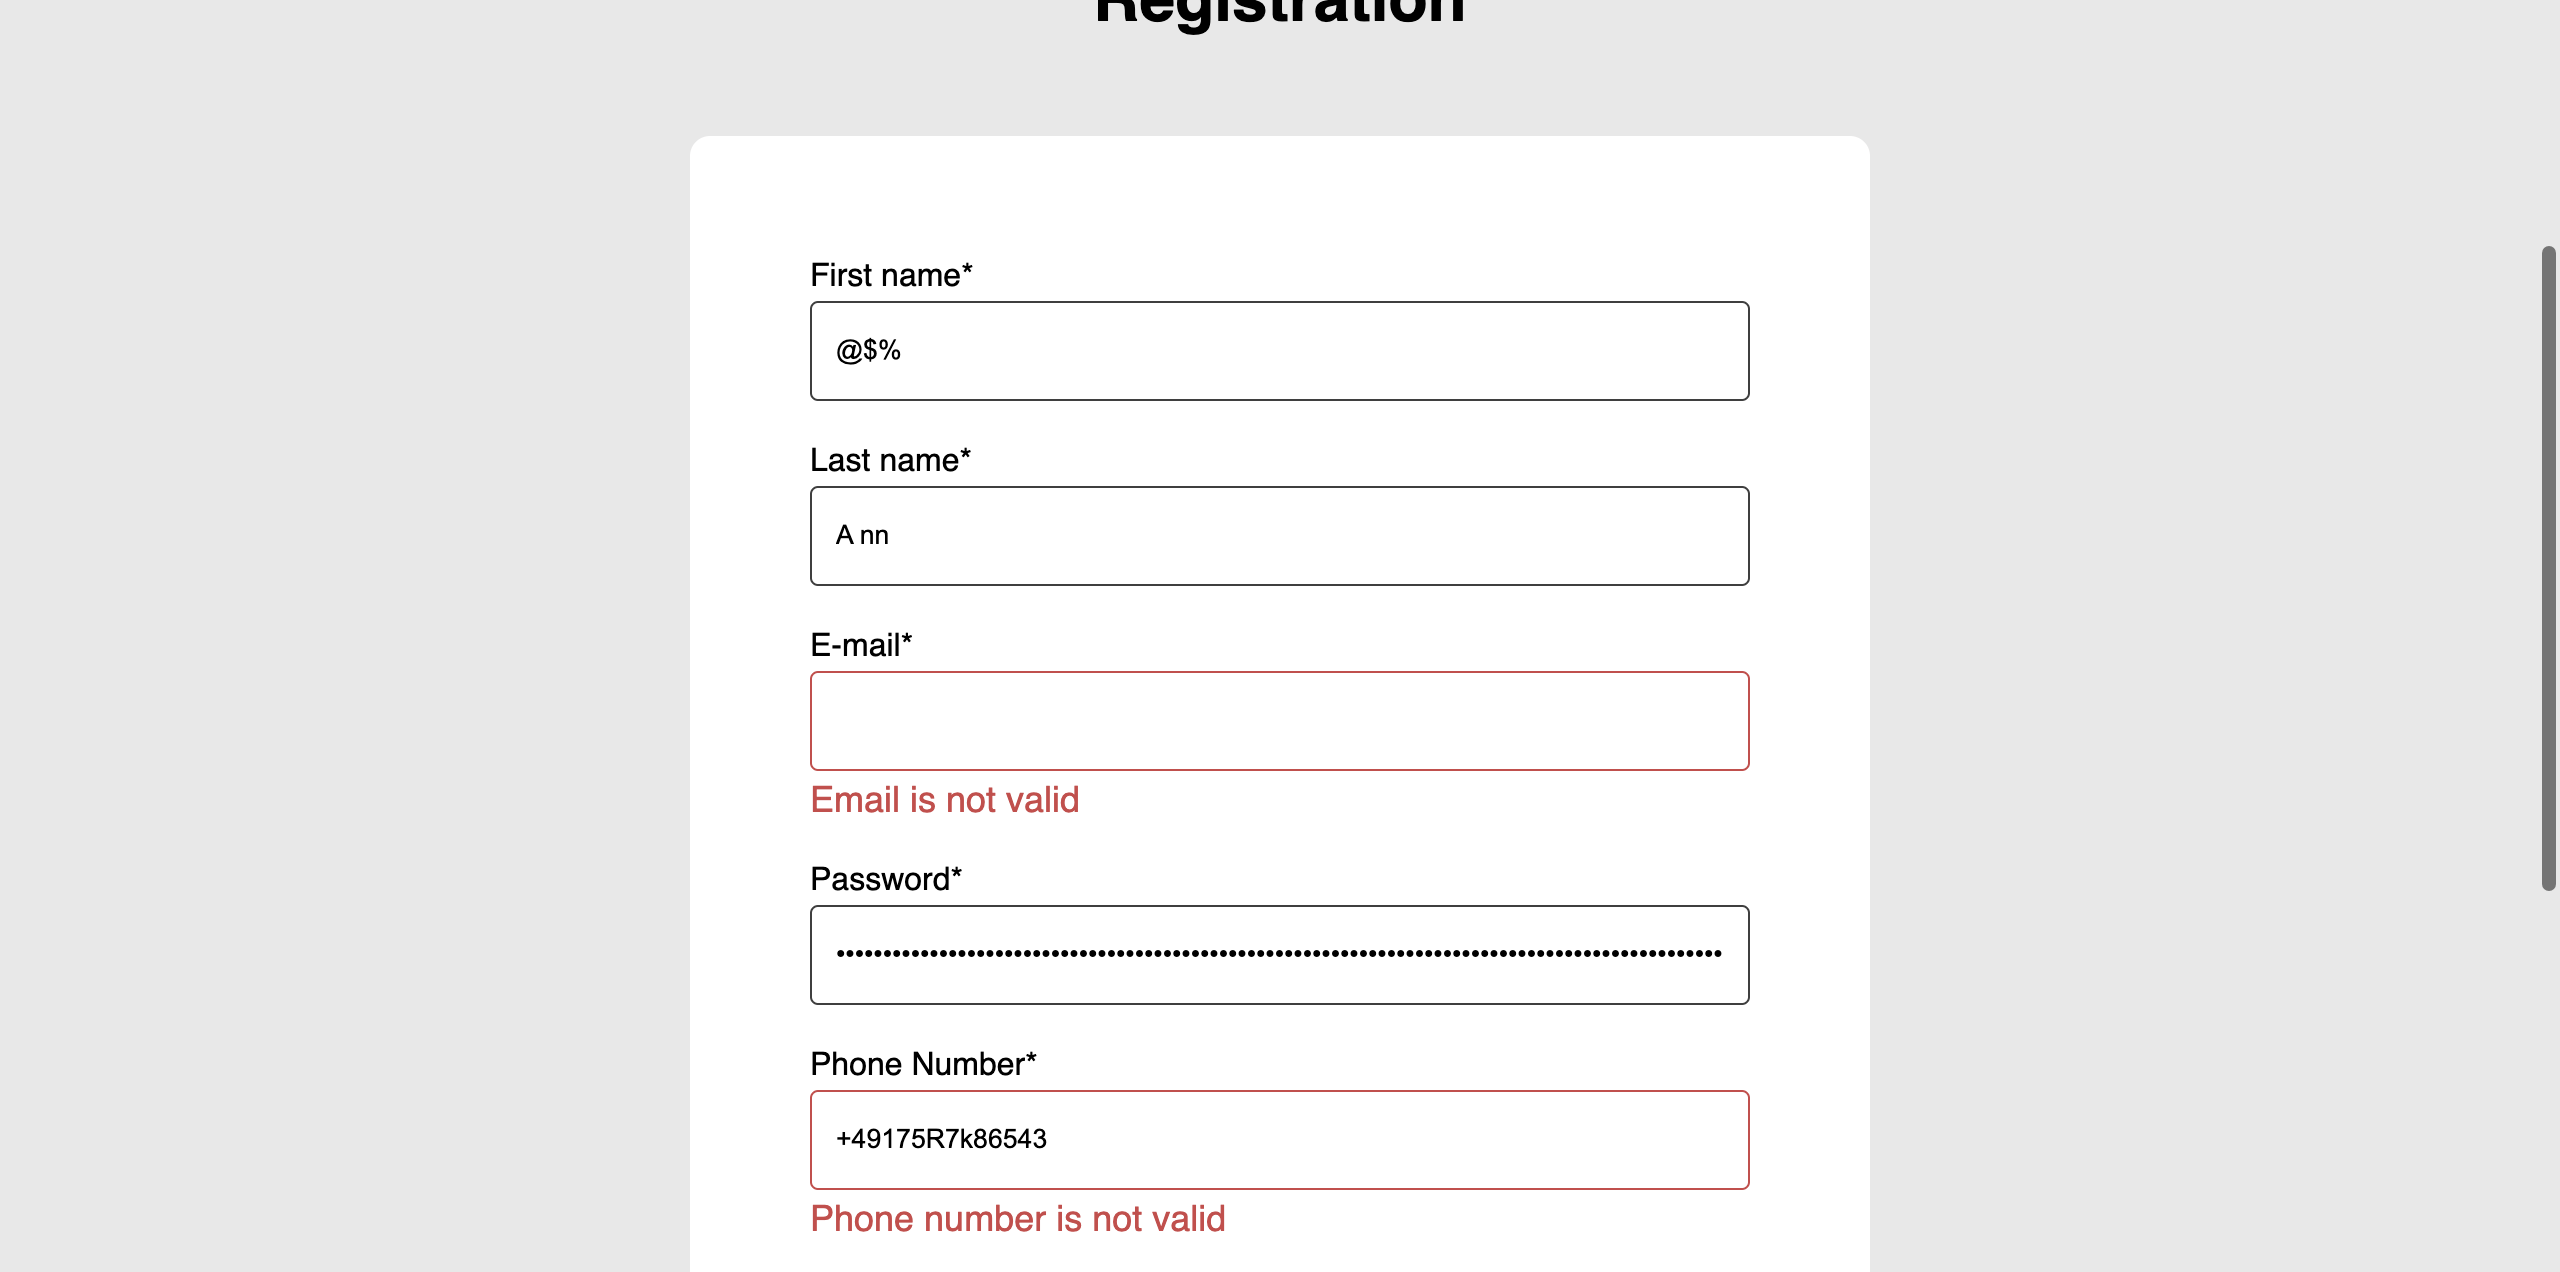 Registration
First name*
@$%
Last name*
A nn
E-mail*
Email is not valid
Password*
Phone Number*
+49175R7k86543
Phone number is not valid